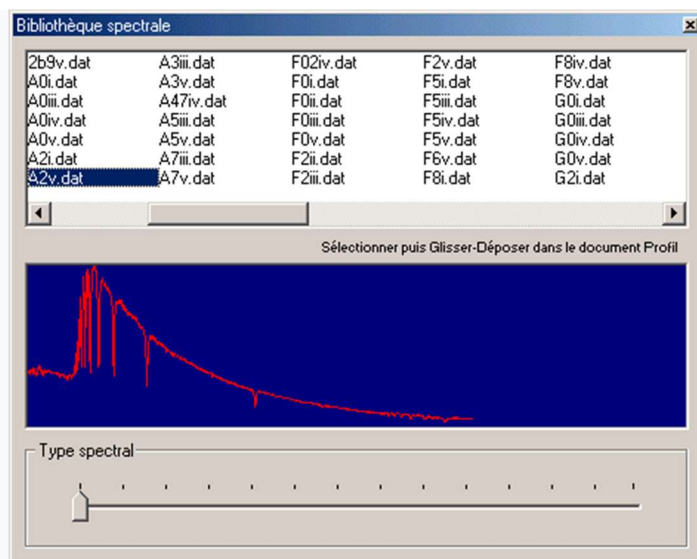 Bibliothèque spectrale
2b9v.dat A3iii.dat F02iv.dat F2v.dat F8iv.dat
A0i.dat A3v.dat F0i.dat F5i.dat F8v.dat
A0iii.dat A47iv.dat F0ii.dat F5iii.dat G0i.dat
A0iv.dat A5iii.dat F0iii.dat F5iv.dat G0iii.dat
A0v.dat A5v.dat F0v.dat F5v.dat G0iv.dat
A2i.dat A7iii.dat F2ii.dat F6v.dat G0v.dat
A2v.dat A7v.dat F2iii.dat F8i.dat G2i.dat
Sélectionner puis Glisser-Déposer dans le document Profil
Type spectral